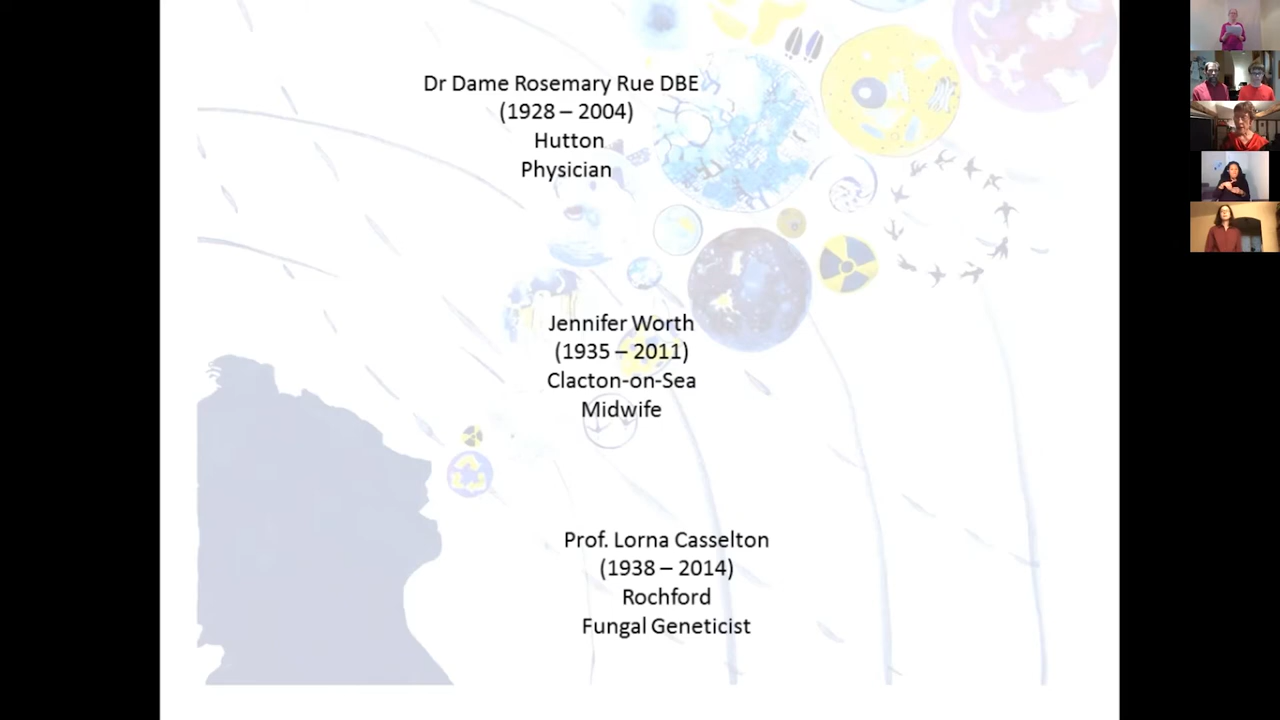 Dr Dame Rosemary Rue DBE
(1928 – 2004)
Hutton
Physician
Jennifer Worth
(1935 – 2011)
Clacton-on-Sea
Midwife
Prof. Lorna Casselton
(1938 – 2014)
Rochford
Fungal Geneticist